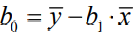 b₀ = y̅ − b₁ · x̅